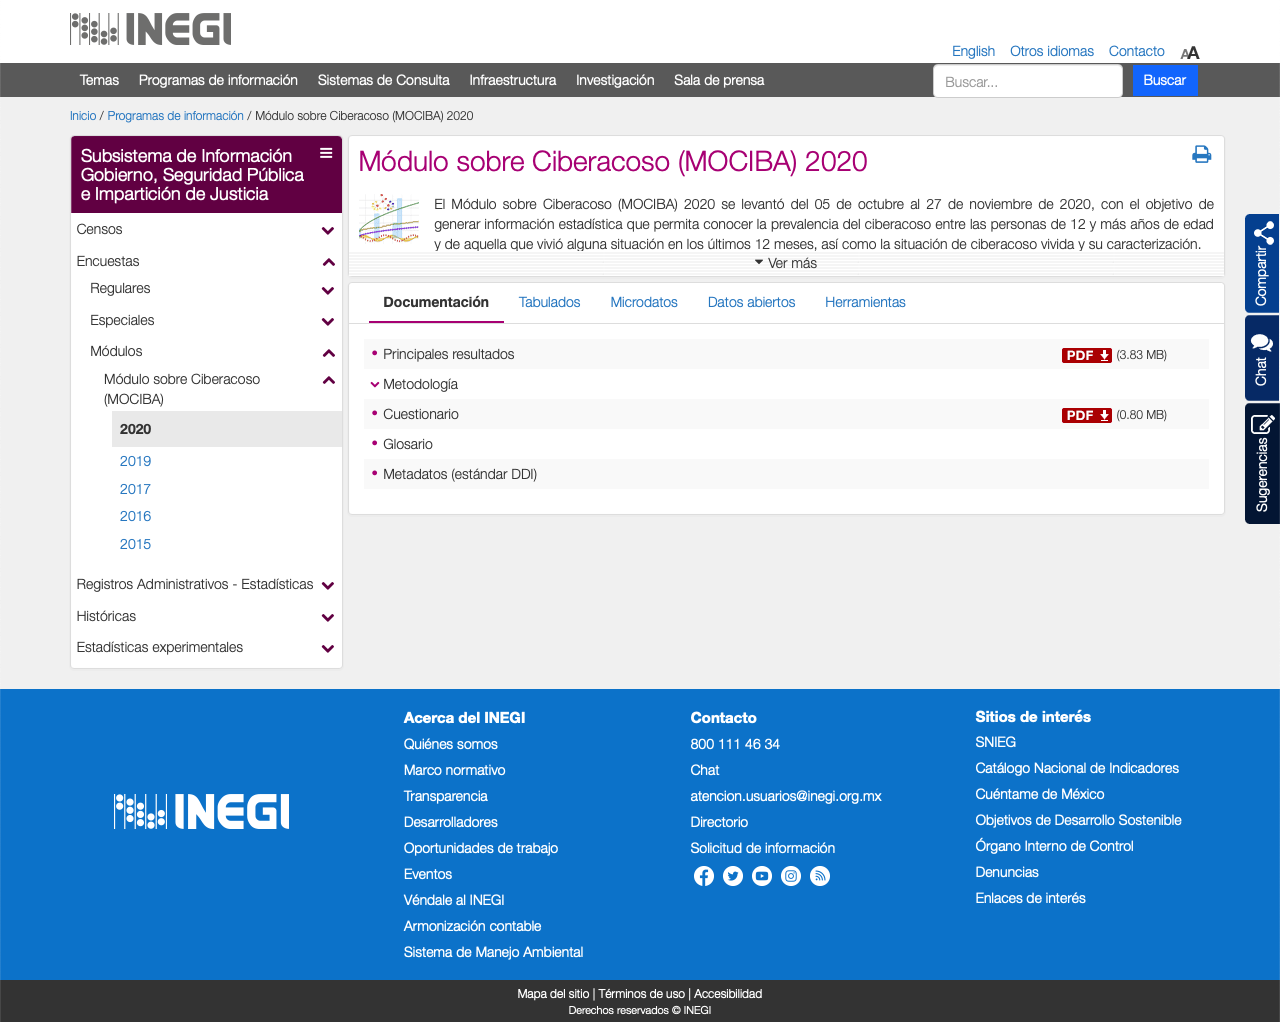 INEGI
English Otros idiomas Contacto AA
Temas Programas de información Sistemas de Consulta Infraestructura Investigación Sala de prensa Buscar... Buscar
Inicio / Programas de información / Módulo sobre Ciberacoso (MOCIBA) 2020
Subsistema de Información
Gobierno, Seguridad Pública
e Impartición de Justicia
Censos
Encuestas
Regulares
Especiales
Módulos
Módulo sobre Ciberacoso
(MOCIBA)
2020
2019
2017
2016
2015
Registros Administrativos - Estadísticas
Históricas
Estadísticas experimentales
Módulo sobre Ciberacoso (MOCIBA) 2020
El Módulo sobre Ciberacoso (MOCIBA) 2020 se levantó del 05 de octubre al 27 de noviembre de 2020, con el objetivo de
generar información estadística que permita conocer la prevalencia del ciberacoso entre las personas de 12 y más años de edad
y de aquella que vivió alguna situación en los últimos 12 meses, así como la situación de ciberacoso vivida y su caracterización.
Ver más
Documentación Tabulados Microdatos Datos abiertos Herramientas
Principales resultados PDF (3.83 MB)
Metodología
Cuestionario PDF (0.80 MB)
Glosario
Metadatos (estándar DDI)
Compartir
Chat
Sugerencias
INEGI
Acerca del INEGI
Quiénes somos
Marco normativo
Transparencia
Desarrolladores
Oportunidades de trabajo
Eventos
Véndale al INEGI
Armonización contable
Sistema de Manejo Ambiental
Contacto
800 111 46 34
Chat
atencion.usuarios@inegi.org.mx
Directorio
Solicitud de información
Sitios de interés
SNIEG
Catálogo Nacional de Indicadores
Cuéntame de México
Objetivos de Desarrollo Sostenible
Órgano Interno de Control
Denuncias
Enlaces de interés
Mapa del sitio | Términos de uso | Accesibilidad
Derechos reservados © INEGI